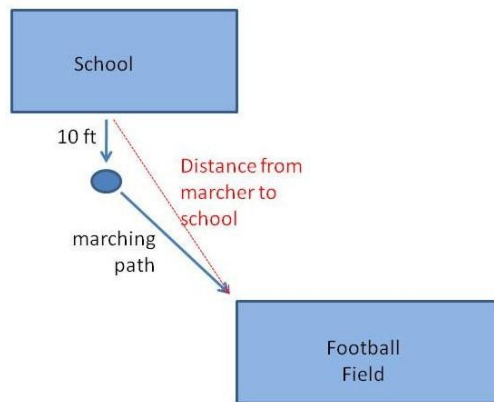 School
10 ft
Distance from
marcher to
school
marching
path
Football
Field